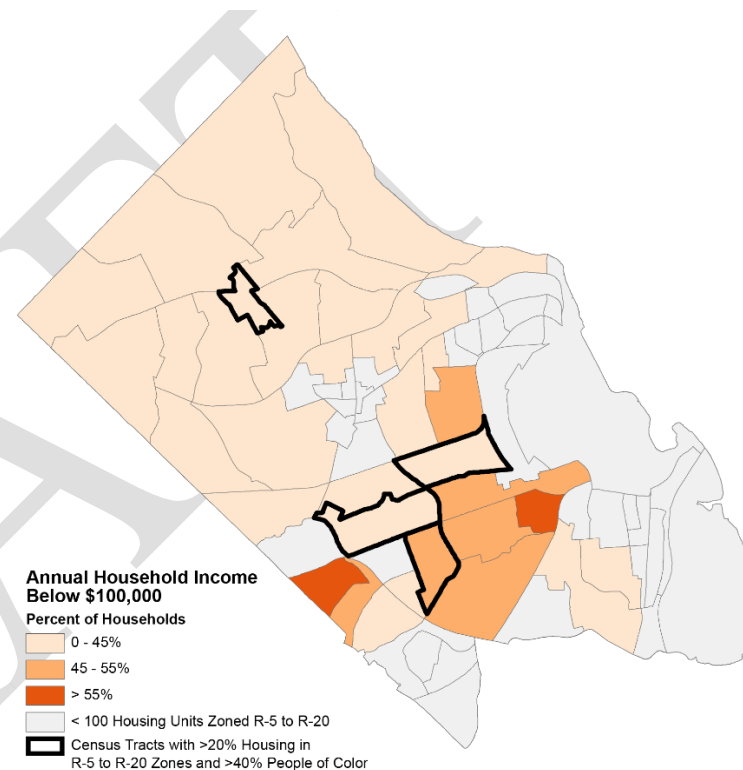 Annual Household Income
Below $100,000
Percent of Households
0 - 45%
45 - 55%
> 55%
< 100 Housing Units Zoned R-5 to R-20
Census Tracts with >20% Housing in
R-5 to R-20 Zones and >40% People of Color